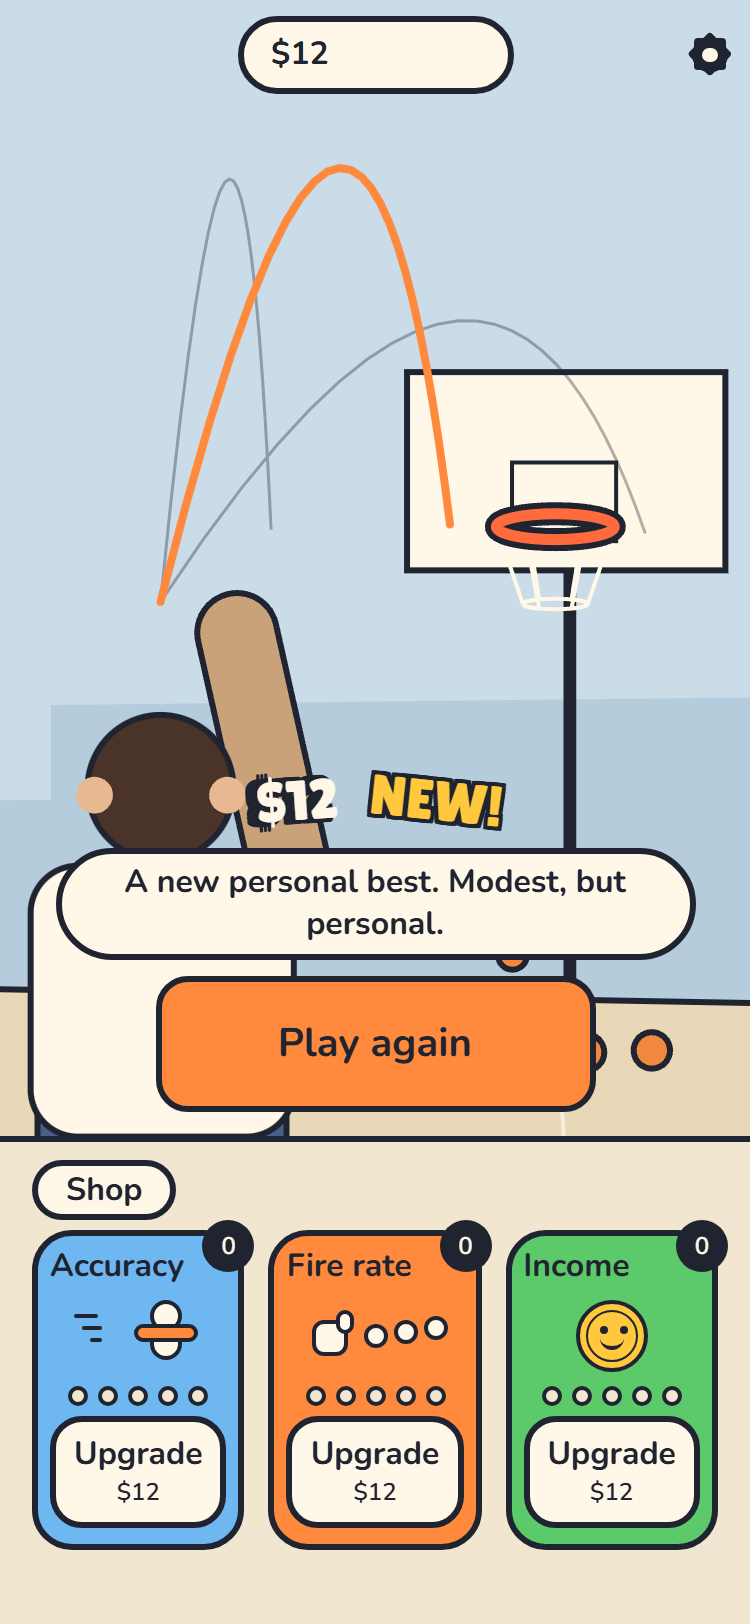 $12
$12 NEW!
A new personal best. Modest, but
personal.
Play again
Shop
Accuracy 0
Fire rate 0
Income 0
Upgrade
$12
Upgrade
$12
Upgrade
$12